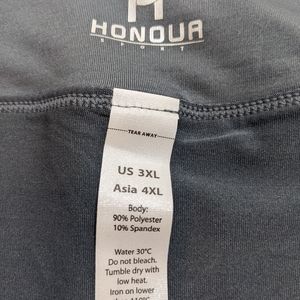 HONOUR
SPORT
TEAR AWAY
US 3XL
Asia 4XL
Body:
90% Polyester
10% Spandex
Water 30°C
Do not bleach.
Tumble dry with
low heat.
Iron on lower